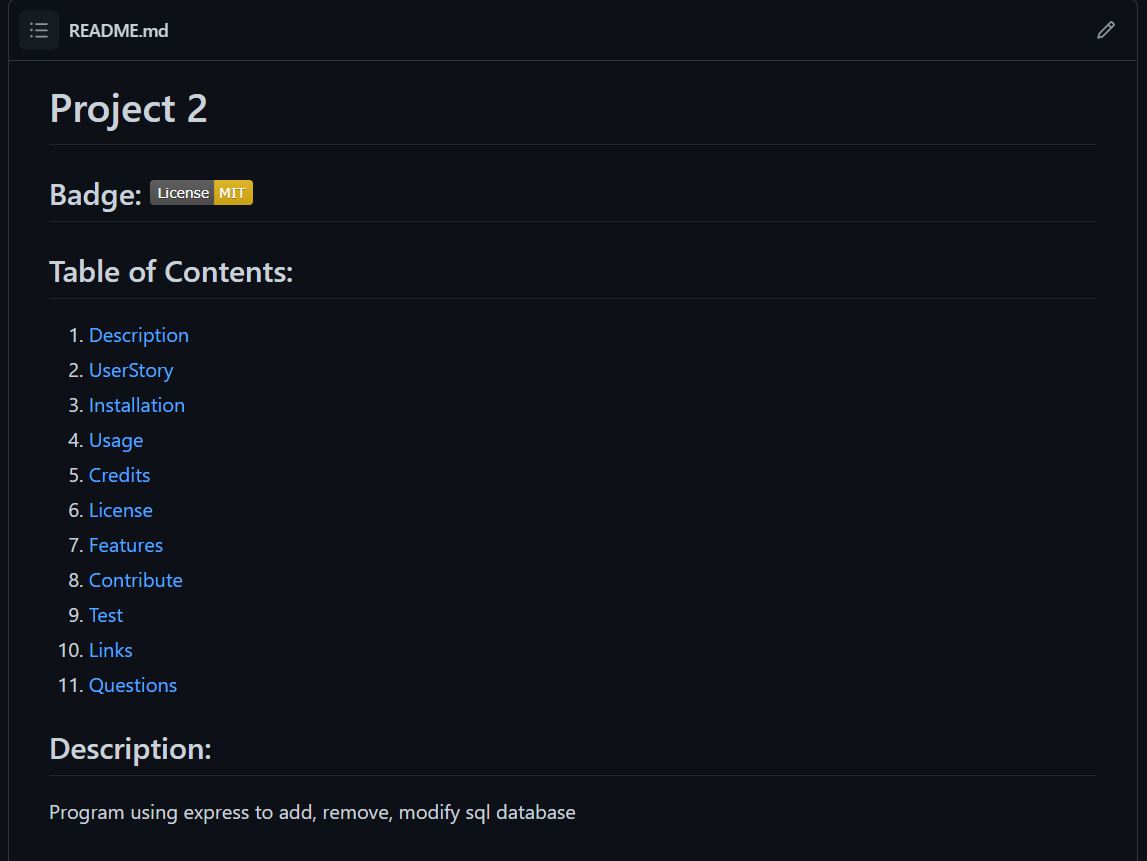 README.md
Project 2
Badge: License MIT
Table of Contents:
1. Description
2. UserStory
3. Installation
4. Usage
5. Credits
6. License
7. Features
8. Contribute
9. Test
10. Links
11. Questions
Description:
Program using express to add, remove, modify sql database